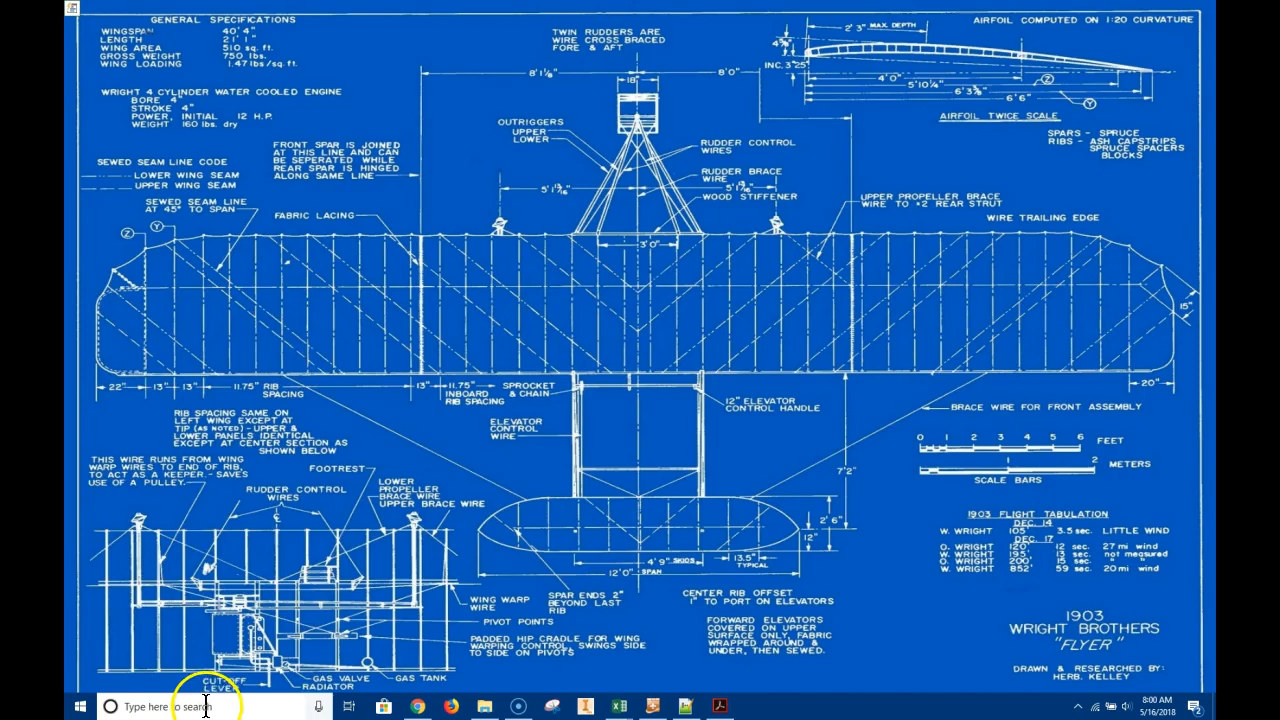 GENERAL SPECIFICATIONS
WINGSPAN 40' 4"
LENGTH 21' 1"
WING AREA 510 sq. ft.
GROSS WEIGHT 750 lbs.
WING LOADING 1.47 lbs/sq. ft.
WRIGHT 4 CYLINDER WATER COOLED ENGINE
BORE 4"
STROKE 4"
POWER, INITIAL 12 H.P.
WEIGHT 160 lbs. dry
SEWED SEAM LINE CODE
LOWER WING SEAM
UPPER WING SEAM
SEWED SEAM LINE
AT 45° TO SPAN
FRONT SPAR IS JOINED
AT THIS LINE AND CAN
BE SEPERATED WHILE
REAR SPAR IS HINGED
ALONG SAME LINE
FABRIC LACING
Z
Y
TWIN RUDDERS ARE
WIRE CROSS BRACED
FORE & AFT
8' 1⅛"
8' 0"
18"
OUTRIGGERS
UPPER
LOWER
RUDDER CONTROL
WIRES
RUDDER BRACE
WIRE
5' 1 13/16"
5' 1 13/16"
WOOD STIFFENER
3' 0"
AIRFOIL COMPUTED ON 1:20 CURVATURE
2' 3" MAX. DEPTH
INC. 3° 25'
4' 0"
5' 10¼"
Z
6' 3⅜"
Y
6' 6"
AIRFOIL TWICE SCALE
SPARS - SPRUCE
RIBS - ASH CAPSTRIPS
SPRUCE SPACERS
BLOCKS
UPPER PROPELLER BRACE
WIRE TO #2 REAR STRUT
WIRE TRAILING EDGE
15"
22"
13"
13"
11.75" RIB
SPACING
13"
11.75"
INBOARD
RIB SPACING
SPROCKET
& CHAIN
20"
12" ELEVATOR
CONTROL HANDLE
ELEVATOR
CONTROL
WIRE
BRACE WIRE FOR FRONT ASSEMBLY
RIB SPACING SAME ON
LEFT WING EXCEPT AT
TIP (AS NOTED) - UPPER &
LOWER PANELS IDENTICAL
EXCEPT AT CENTER SECTION AS
SHOWN BELOW
THIS WIRE RUNS FROM WING
WARP WIRES TO END OF RIB,
TO ACT AS A KEEPER. - SAVES
USE OF A PULLEY.
FOOTREST
RUDDER CONTROL
WIRES
LOWER
PROPELLER
BRACE WIRE
UPPER BRACE WIRE
7' 2"
2' 6"
12"
13.5"
TYPICAL
4' 9" SKIDS
12' 0" SPAN
0 1 2 3 4 5 6 FEET
1 2 METERS
SCALE BARS
1903 FLIGHT TABULATION
DEC. 14
W. WRIGHT 105' 3.5 sec. LITTLE WIND
DEC. 17
O. WRIGHT 120' 12 sec. 27 mi wind
W. WRIGHT 195' 13 sec. not measured
O. WRIGHT 200' 15 sec. " "
W. WRIGHT 852' 59 sec. 20 mi wind
WING WARP
WIRE
SPAR ENDS 2"
BEYOND LAST
RIB
PIVOT POINTS
PADDED HIP CRADLE FOR WING
WARPING CONTROL, SWINGS SIDE
TO SIDE ON PIVOTS
CENTER RIB OFFSET
1" TO PORT ON ELEVATORS
FORWARD ELEVATORS
COVERED ON UPPER
SURFACE ONLY, FABRIC
WRAPPED AROUND &
UNDER, THEN SEWED.
CUT-OFF
LEVER
GAS VALVE
RADIATOR
GAS TANK
1903
WRIGHT BROTHERS
"FLYER"
DRAWN & RESEARCHED BY:
HERB. KELLEY
Type here to search
8:00 AM
5/16/2018
2